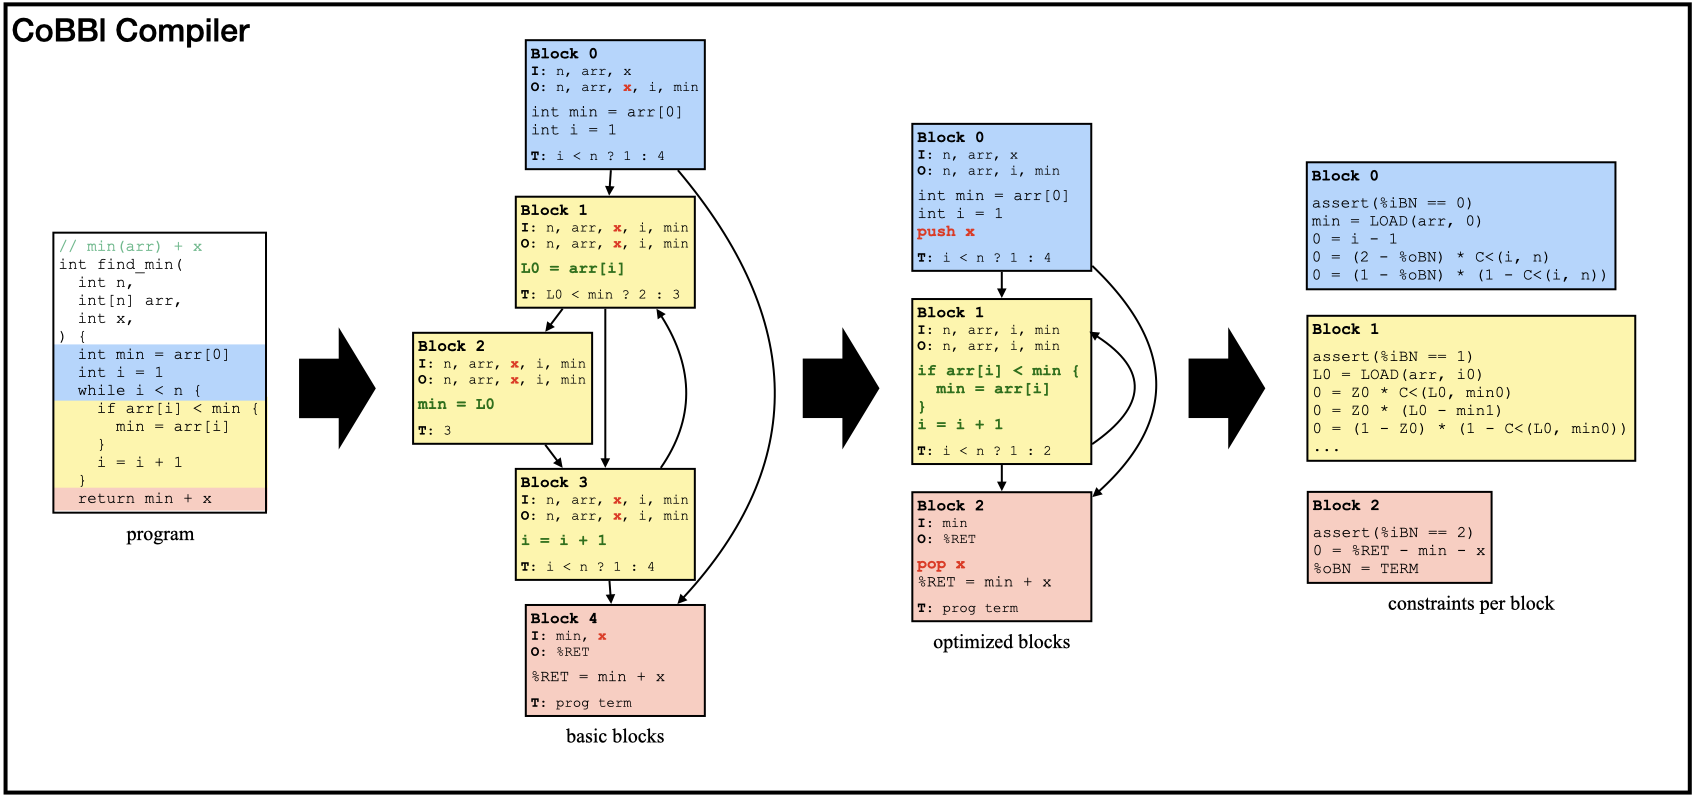 CoBBl Compiler
// min(arr) + x
int find_min(
int n,
int[n] arr,
int x,
) {
int min = arr[0]
int i = 1
while i < n {
if arr[i] < min {
min = arr[i]
}
i = i + 1
}
return min + x
program
Block 0
I: n, arr, x
O: n, arr, x, i, min
int min = arr[0]
int i = 1
T: i < n ? 1 : 4
Block 1
I: n, arr, x, i, min
O: n, arr, x, i, min
L0 = arr[i]
T: L0 < min ? 2 : 3
Block 2
I: n, arr, x, i, min
O: n, arr, x, i, min
min = L0
T: 3
Block 3
I: n, arr, x, i, min
O: n, arr, x, i, min
i = i + 1
T: i < n ? 1 : 4
Block 4
I: min, x
O: %RET
%RET = min + x
T: prog term
basic blocks
Block 0
I: n, arr, x
O: n, arr, i, min
int min = arr[0]
int i = 1
push x
T: i < n ? 1 : 4
Block 1
I: n, arr, i, min
O: n, arr, i, min
if arr[i] < min {
min = arr[i]
}
i = i + 1
T: i < n ? 1 : 2
Block 2
I: min
O: %RET
pop x
%RET = min + x
T: prog term
optimized blocks
Block 0
assert(%iBN == 0)
min = LOAD(arr, 0)
0 = i - 1
0 = (2 - %oBN) * C<(i, n)
0 = (1 - %oBN) * (1 - C<(i, n))
Block 1
assert(%iBN == 1)
L0 = LOAD(arr, i0)
0 = Z0 * C<(L0, min0)
0 = Z0 * (L0 - min1)
0 = (1 - Z0) * (1 - C<(L0, min0))
...
Block 2
assert(%iBN == 2)
0 = %RET - min - x
%oBN = TERM
constraints per block